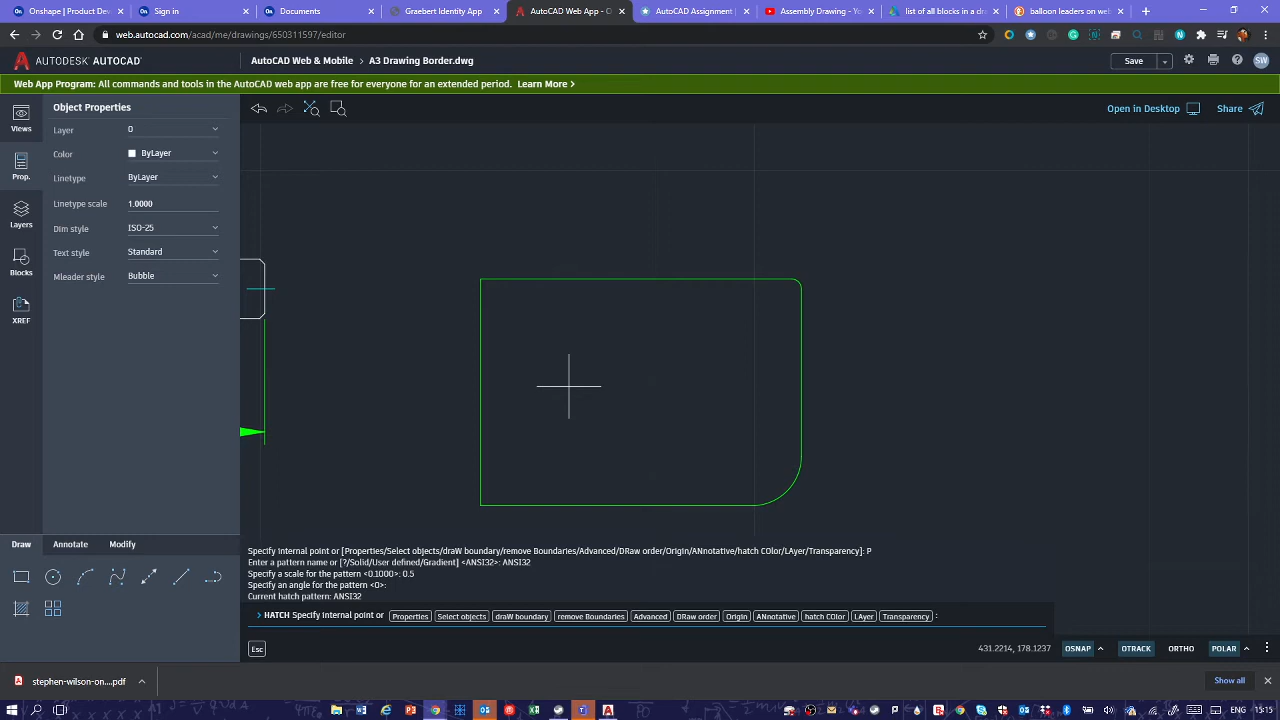 Onshape | Product Dev
Sign in
Documents
Graebert Identity App
AutoCAD Web App - C
AutoCAD Assignment |
Assembly Drawing - Yo
list of all blocks in a dra
balloon leaders on web
web.autocad.com/acad/me/drawings/650311597/editor
AUTODESK AUTOCAD
AutoCAD Web & Mobile > A3 Drawing Border.dwg
Save
SW
Web App Program: All commands and tools in the AutoCAD web app are free for everyone for an extended period. Learn More >
Views
Prop.
Layers
Blocks
XREF
Object Properties
Layer 0
Color ByLayer
Linetype ByLayer
Linetype scale 1.0000
Dim style ISO-25
Text style Standard
Mleader style Bubble
Open in Desktop
Share
Draw Annotate Modify
Specify internal point or [Properties/Select objects/draW boundary/remove Boundaries/Advanced/DRaw order/Origin/ANnotative/hatch COlor/LAyer/Transparency]: P
Enter a pattern name or [?/Solid/User defined/Gradient] <ANSI32>: ANSI32
Specify a scale for the pattern <0.1000>: 0.5
Specify an angle for the pattern <0>:
Current hatch pattern: ANSI32
> HATCH Specify internal point or Properties Select objects draW boundary remove Boundaries Advanced DRaw order Origin ANnotative hatch COlor LAyer Transparency :
Esc
431.2214, 178.1237
OSNAP
OTRACK
ORTHO
POLAR
stephen-wilson-on....pdf
Show all
15:15